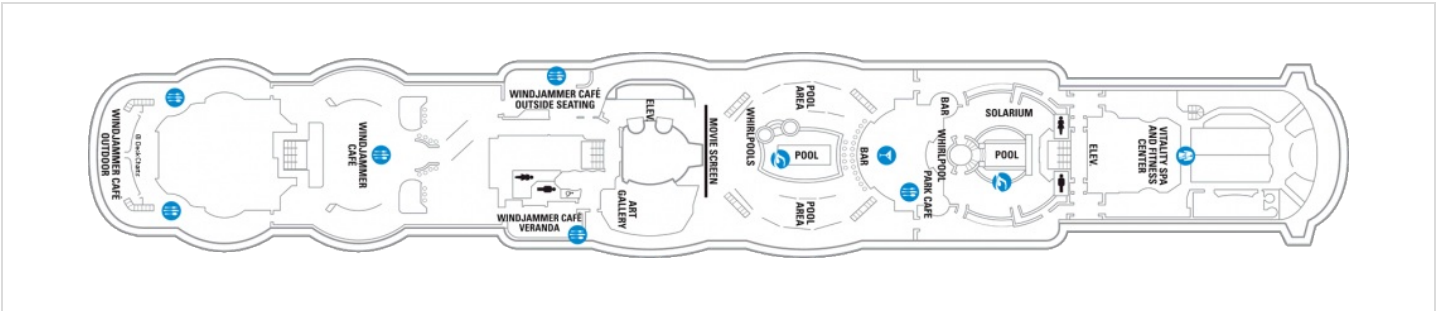 WINDJAMMER CAFÉ
OUTDOOR
WINDJAMMER
CAFÉ
WINDJAMMER CAFÉ
OUTSIDE SEATING
WINDJAMMER CAFÉ
VERANDA
ELEV.
ART
GALLERY
MOVIE SCREEN
WHIRLPOOLS
POOL
AREA
POOL
POOL
AREA
BAR
BAR
WHIRLPOOL
PARK CAFE
SOLARIUM
POOL
ELEV.
VITALITY SPA
AND FITNESS
CENTER